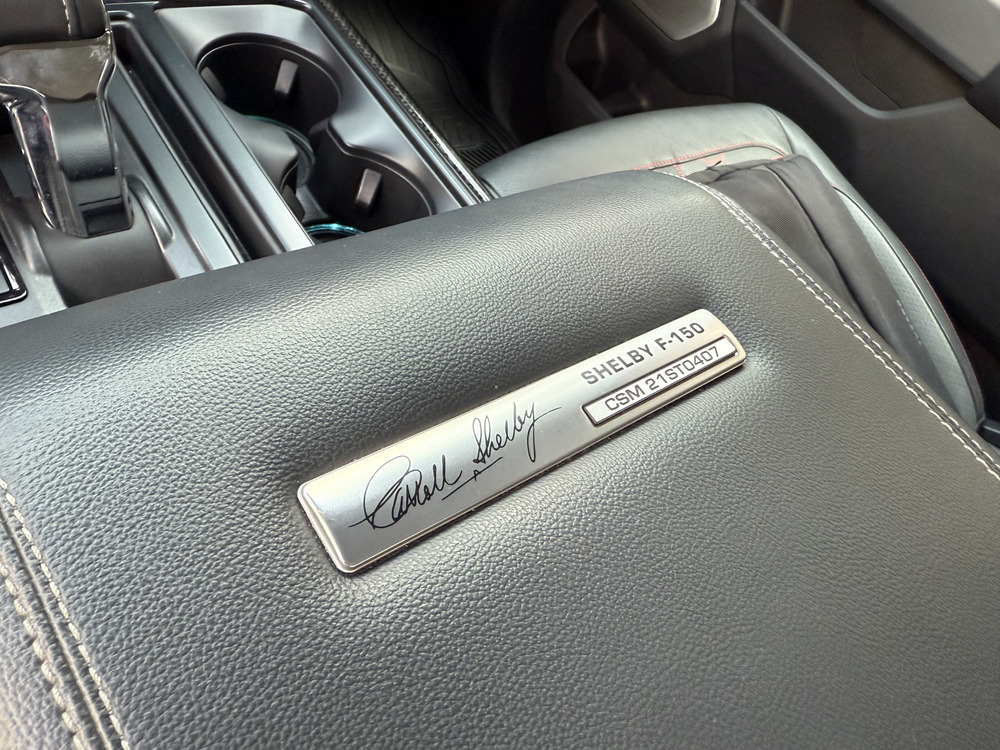 Carroll Shelby
SHELBY F-150
CSM 21ST0407